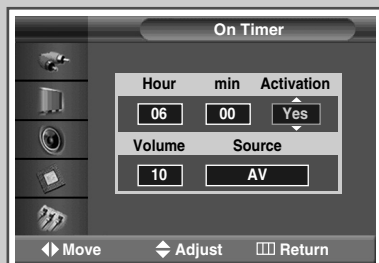 On Timer
Hour min Activation
06 00 Yes
Volume Source
10 AV
Move Adjust Return